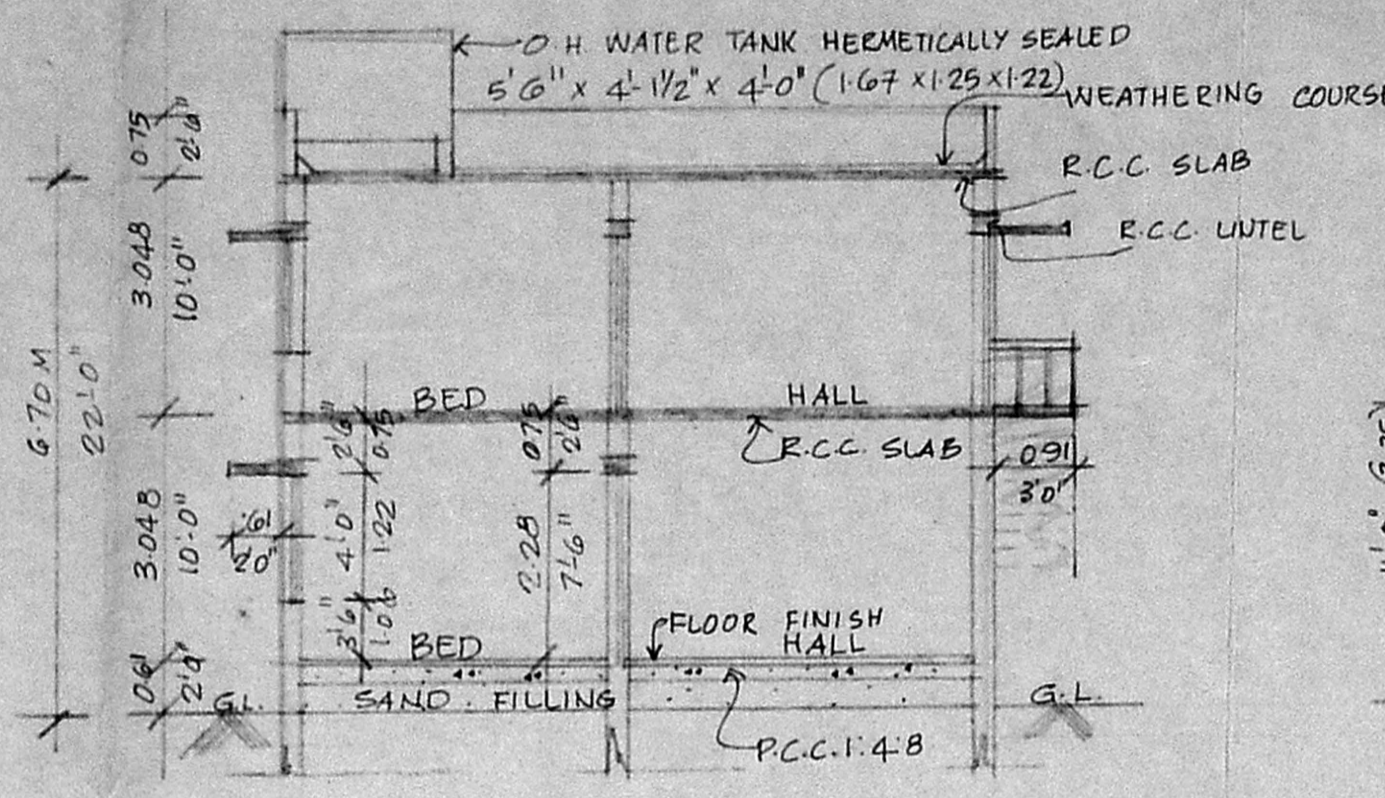 O.H WATER TANK HERMETICALLY SEALED
5'6" x 4'-1½" x 4'-0" (1.67 x1.25 x1.22)
WEATHERING COURSE
R.C.C. SLAB
R.C.C. LINTEL
0.75
2'6"
3.048
10'-0"
6.70 M
22'-0"
BED
HALL
R.C.C. SLAB
2'6"
0.75
0.75
2'6"
0.91
3'0"
3.048
10'-0"
.61
2'0"
4'-0"
1.22
2.28
7'-6"
3'6"
1.06
FLOOR FINISH
BED
HALL
0.61
2'0"
G.L.
SAND . FILLING
G.L.
P.C.C.1:4:8